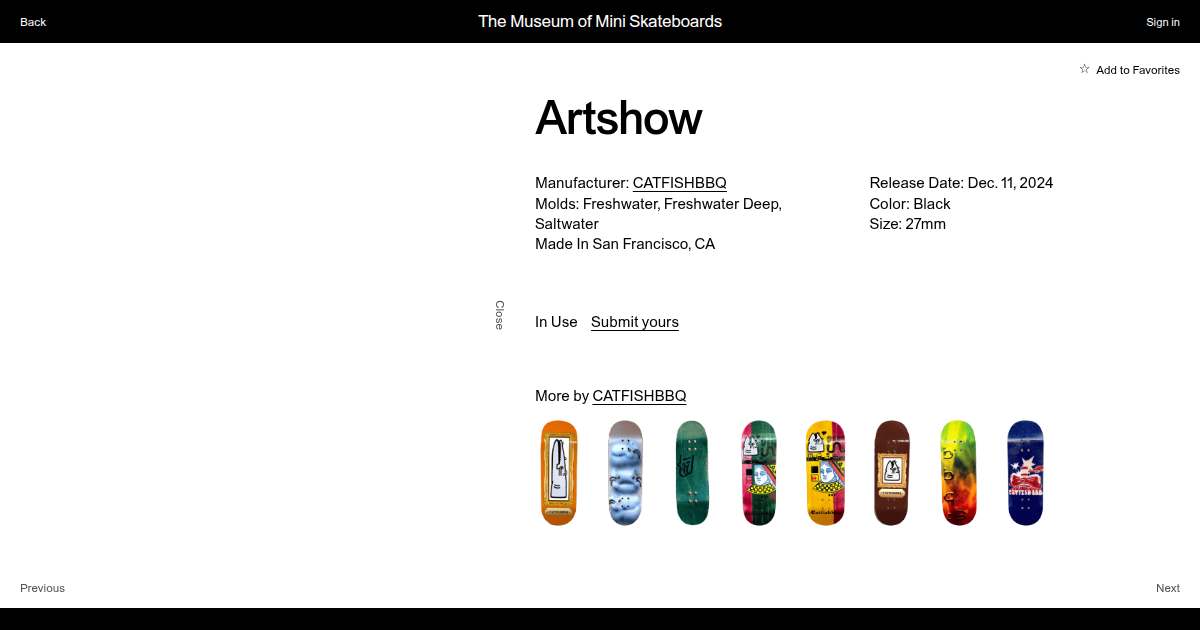 Back
The Museum of Mini Skateboards
Sign in
☆ Add to Favorites
Artshow
Manufacturer: CATFISHBBQ
Molds: Freshwater, Freshwater Deep,
Saltwater
Made In San Francisco, CA
Release Date: Dec. 11, 2024
Color: Black
Size: 27mm
Close
In Use Submit yours
More by CATFISHBBQ
Previous
Next